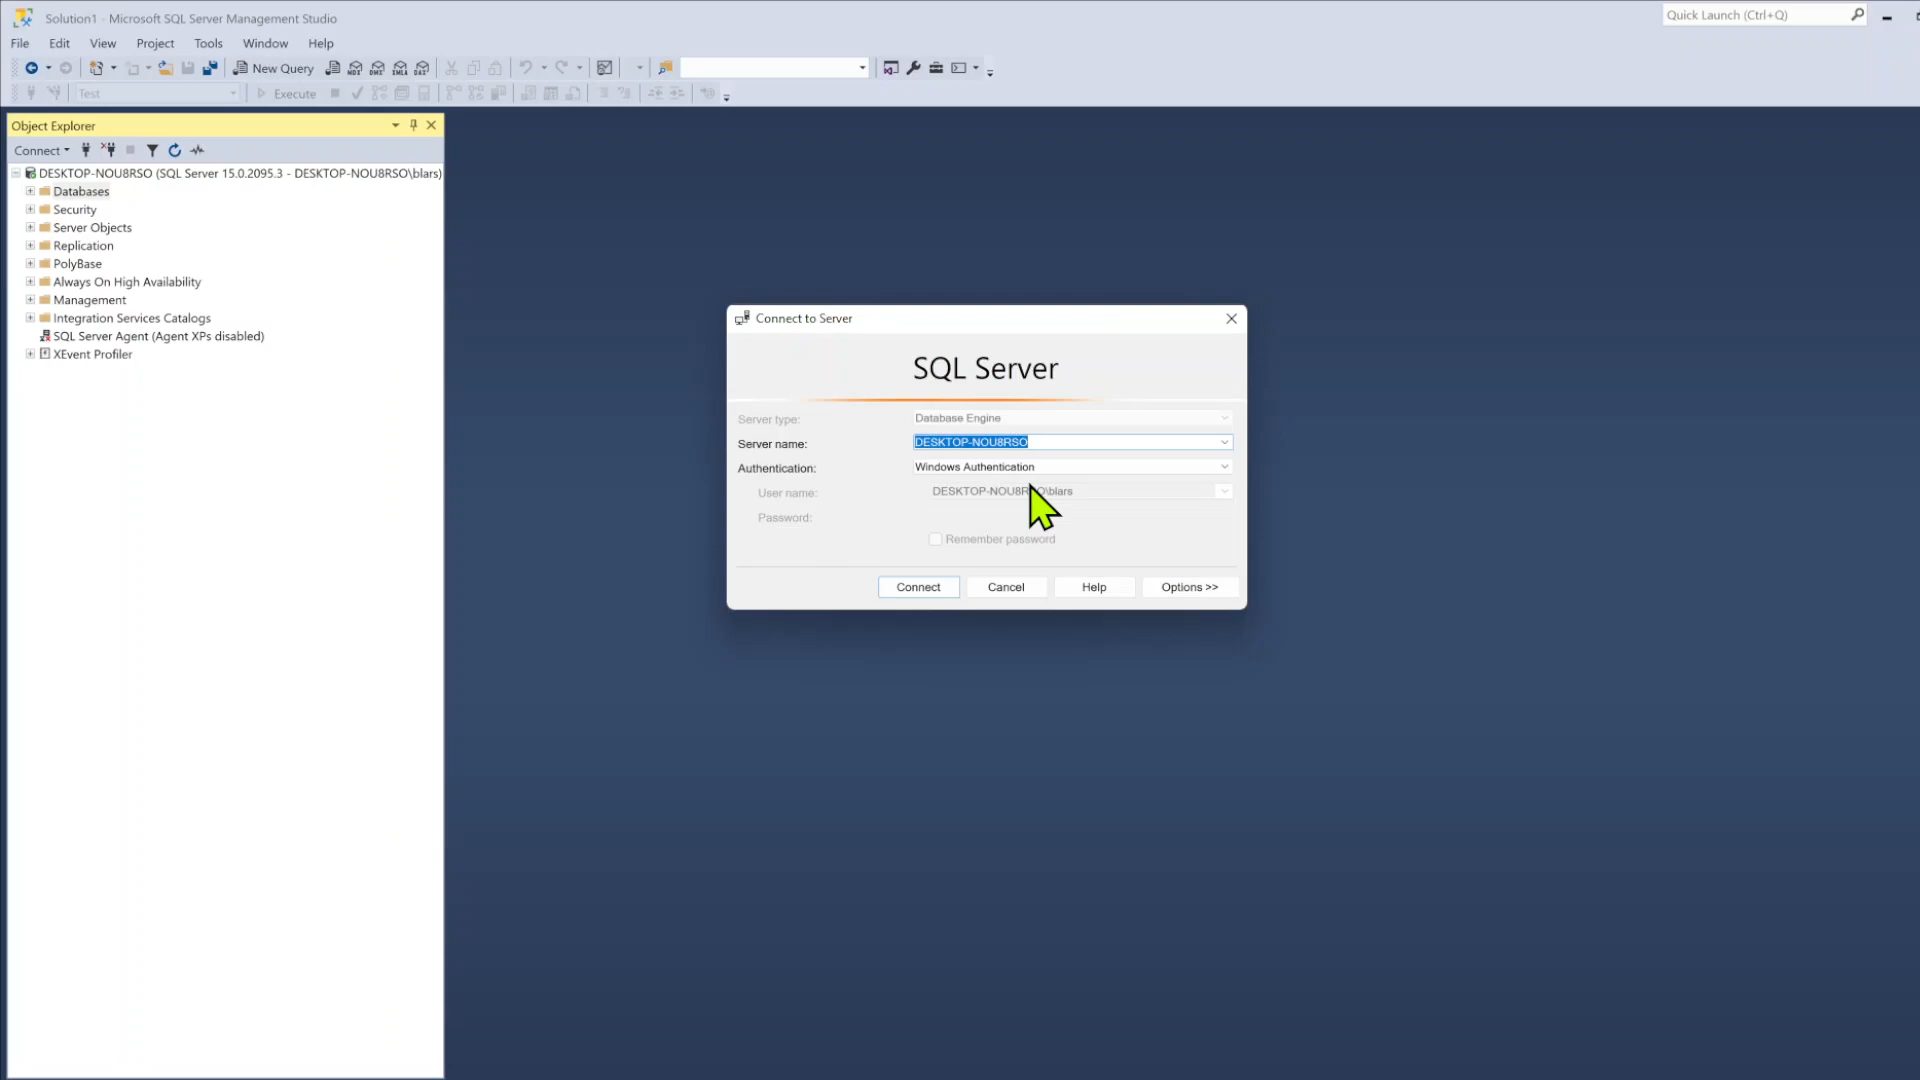 Solution1 - Microsoft SQL Server Management Studio
Quick Launch (Ctrl+Q)
File Edit View Project Tools Window Help
New Query
Test Execute
Object Explorer
Connect
DESKTOP-NOU8RSO (SQL Server 15.0.2095.3 - DESKTOP-NOU8RSO\blars)
Databases
Security
Server Objects
Replication
PolyBase
Always On High Availability
Management
Integration Services Catalogs
SQL Server Agent (Agent XPs disabled)
XEvent Profiler
Connect to Server
SQL Server
Server type: Database Engine
Server name: DESKTOP-NOU8RSO
Authentication: Windows Authentication
User name: DESKTOP-NOU8RSO\blars
Password:
Remember password
Connect Cancel Help Options >>